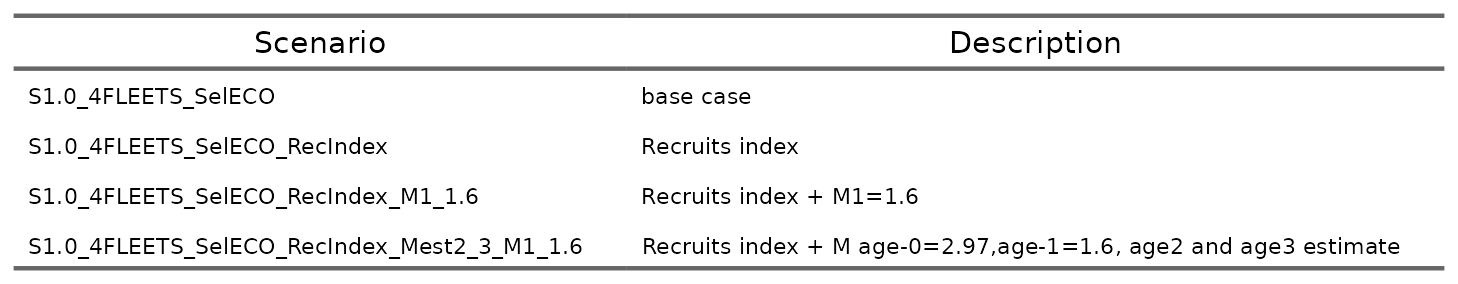 Scenario Description
S1.0_4FLEETS_SelECO base case
S1.0_4FLEETS_SelECO_RecIndex Recruits index
S1.0_4FLEETS_SelECO_RecIndex_M1_1.6 Recruits index + M1=1.6
S1.0_4FLEETS_SelECO_RecIndex_Mest2_3_M1_1.6 Recruits index + M age-0=2.97,age-1=1.6, age2 and age3 estimate